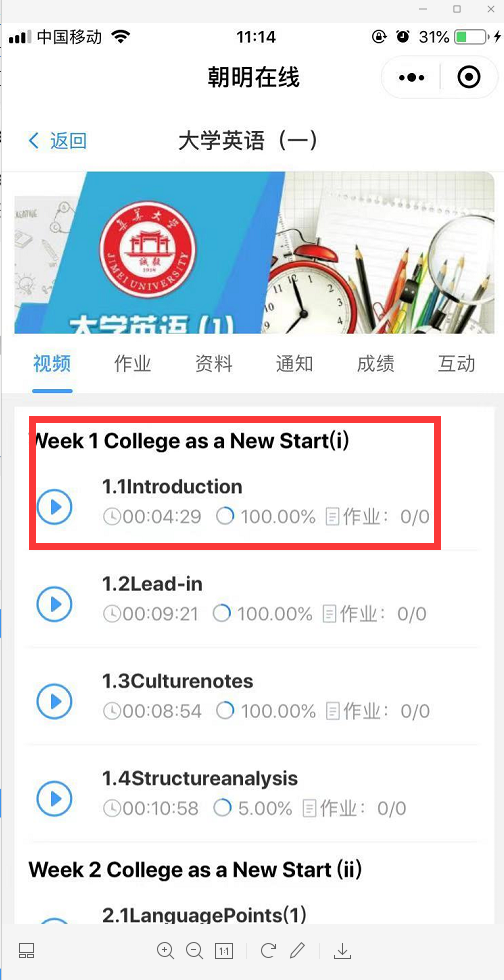 中国移动 11:14 31%
朝明在线
返回 大学英语（一）
集美大学
誠毅
1918
JIMEI UNIVERSITY
大学英语 (1)
视频 作业 资料 通知 成绩 互动
Week 1 College as a New Start(i)
1.1Introduction
00:04:29 100.00% 作业：0/0
1.2Lead-in
00:09:21 100.00% 作业：0/0
1.3Culturenotes
00:08:54 100.00% 作业：0/0
1.4Structureanalysis
00:10:58 5.00% 作业：0/0
Week 2 College as a New Start (ii)
2.1LanguagePoints(1)
1:1